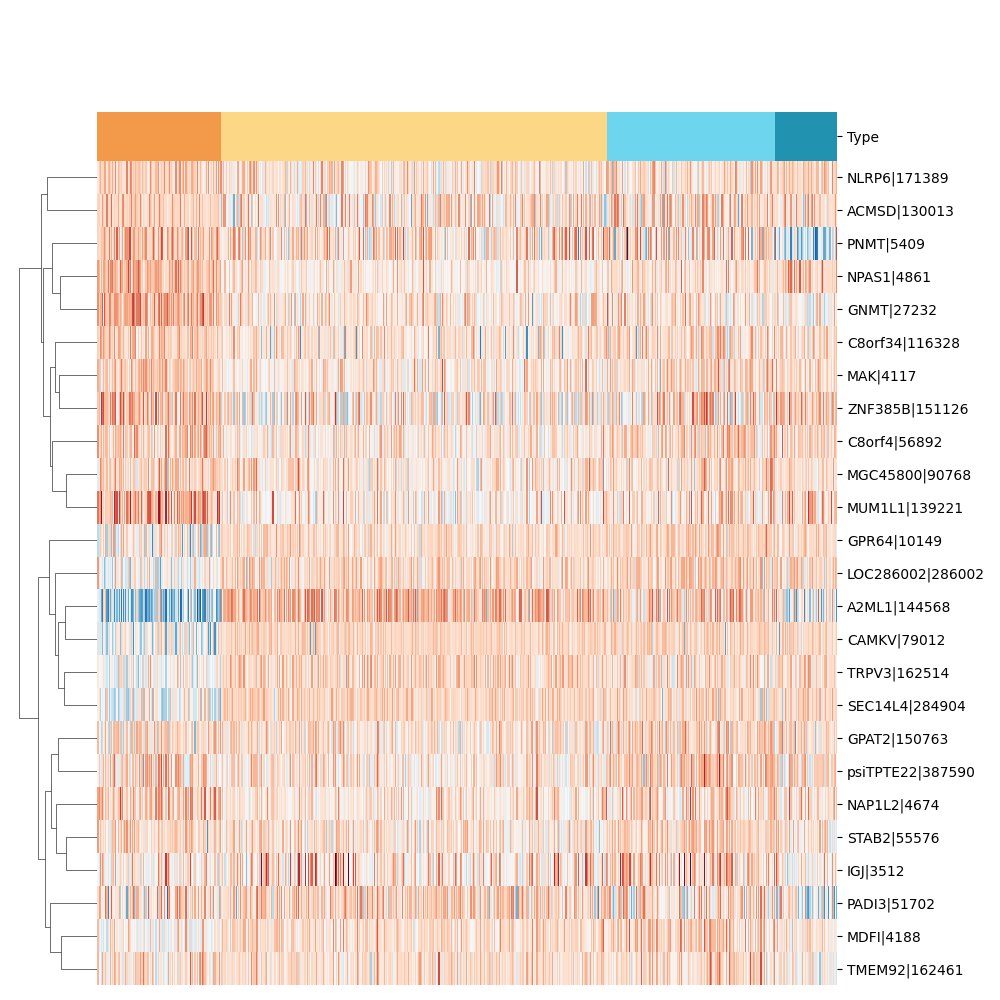 Type
NLRP6|171389
ACMSD|130013
PNMT|5409
NPAS1|4861
GNMT|27232
C8orf34|116328
MAK|4117
ZNF385B|151126
C8orf4|56892
MGC45800|90768
MUM1L1|139221
GPR64|10149
LOC286002|286002
A2ML1|144568
CAMKV|79012
TRPV3|162514
SEC14L4|284904
GPAT2|150763
psiTPTE22|387590
NAP1L2|4674
STAB2|55576
IGJ|3512
PADI3|51702
MDFI|4188
TMEM92|162461